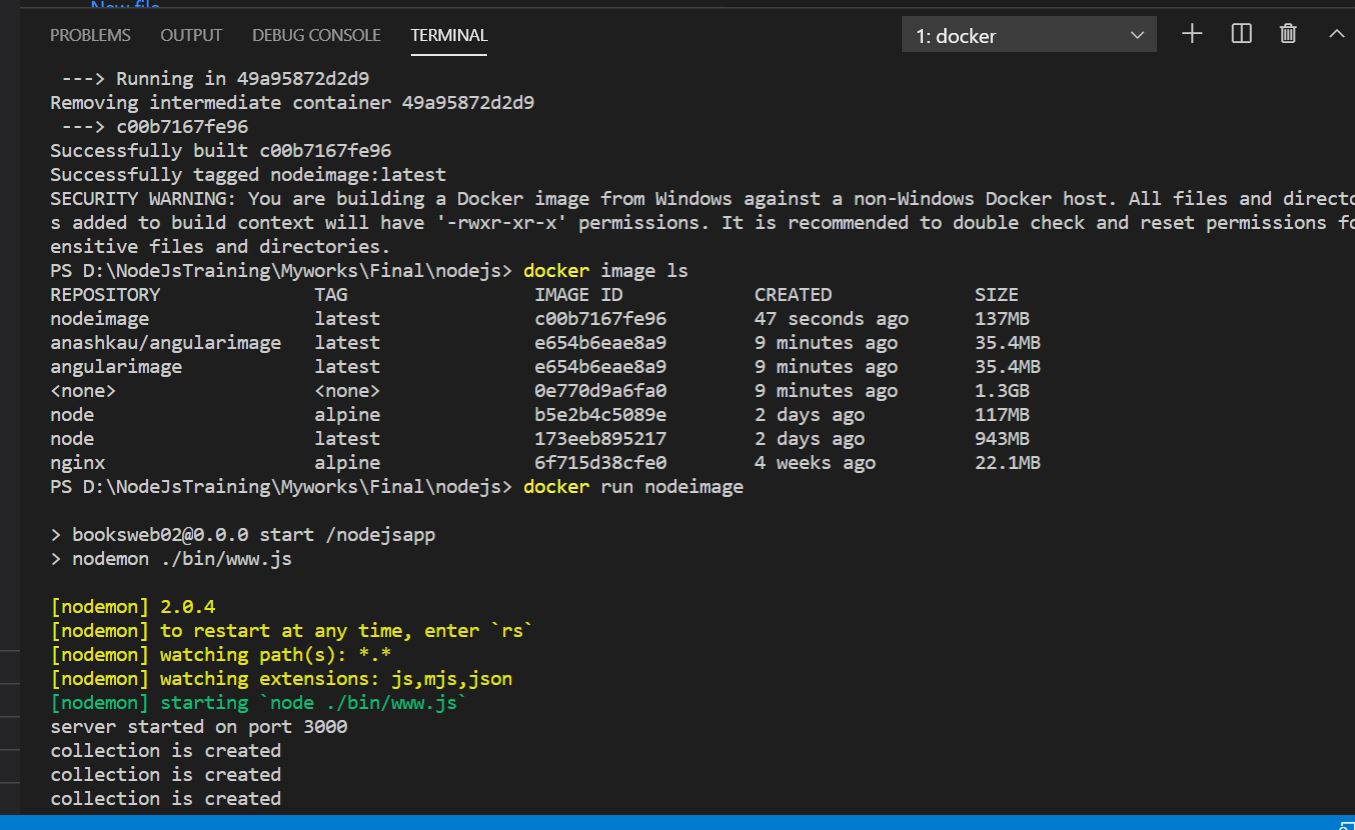 New file
PROBLEMS OUTPUT DEBUG CONSOLE TERMINAL 1: docker
---> Running in 49a95872d2d9
Removing intermediate container 49a95872d2d9
---> c00b7167fe96
Successfully built c00b7167fe96
Successfully tagged nodeimage:latest
SECURITY WARNING: You are building a Docker image from Windows against a non-Windows Docker host. All files and directo
s added to build context will have '-rwxr-xr-x' permissions. It is recommended to double check and reset permissions fo
ensitive files and directories.
PS D:\NodeJsTraining\Myworks\Final\nodejs> docker image ls
REPOSITORY TAG IMAGE ID CREATED SIZE
nodeimage latest c00b7167fe96 47 seconds ago 137MB
anashkau/angularimage latest e654b6eae8a9 9 minutes ago 35.4MB
angularimage latest e654b6eae8a9 9 minutes ago 35.4MB
<none> <none> 0e770d9a6fa0 9 minutes ago 1.3GB
node alpine b5e2b4c5089e 2 days ago 117MB
node latest 173eeb895217 2 days ago 943MB
nginx alpine 6f715d38cfe0 4 weeks ago 22.1MB
PS D:\NodeJsTraining\Myworks\Final\nodejs> docker run nodeimage
> booksweb02@0.0.0 start /nodejsapp
> nodemon ./bin/www.js
[nodemon] 2.0.4
[nodemon] to restart at any time, enter `rs`
[nodemon] watching path(s): *.*
[nodemon] watching extensions: js,mjs,json
[nodemon] starting `node ./bin/www.js`
server started on port 3000
collection is created
collection is created
collection is created